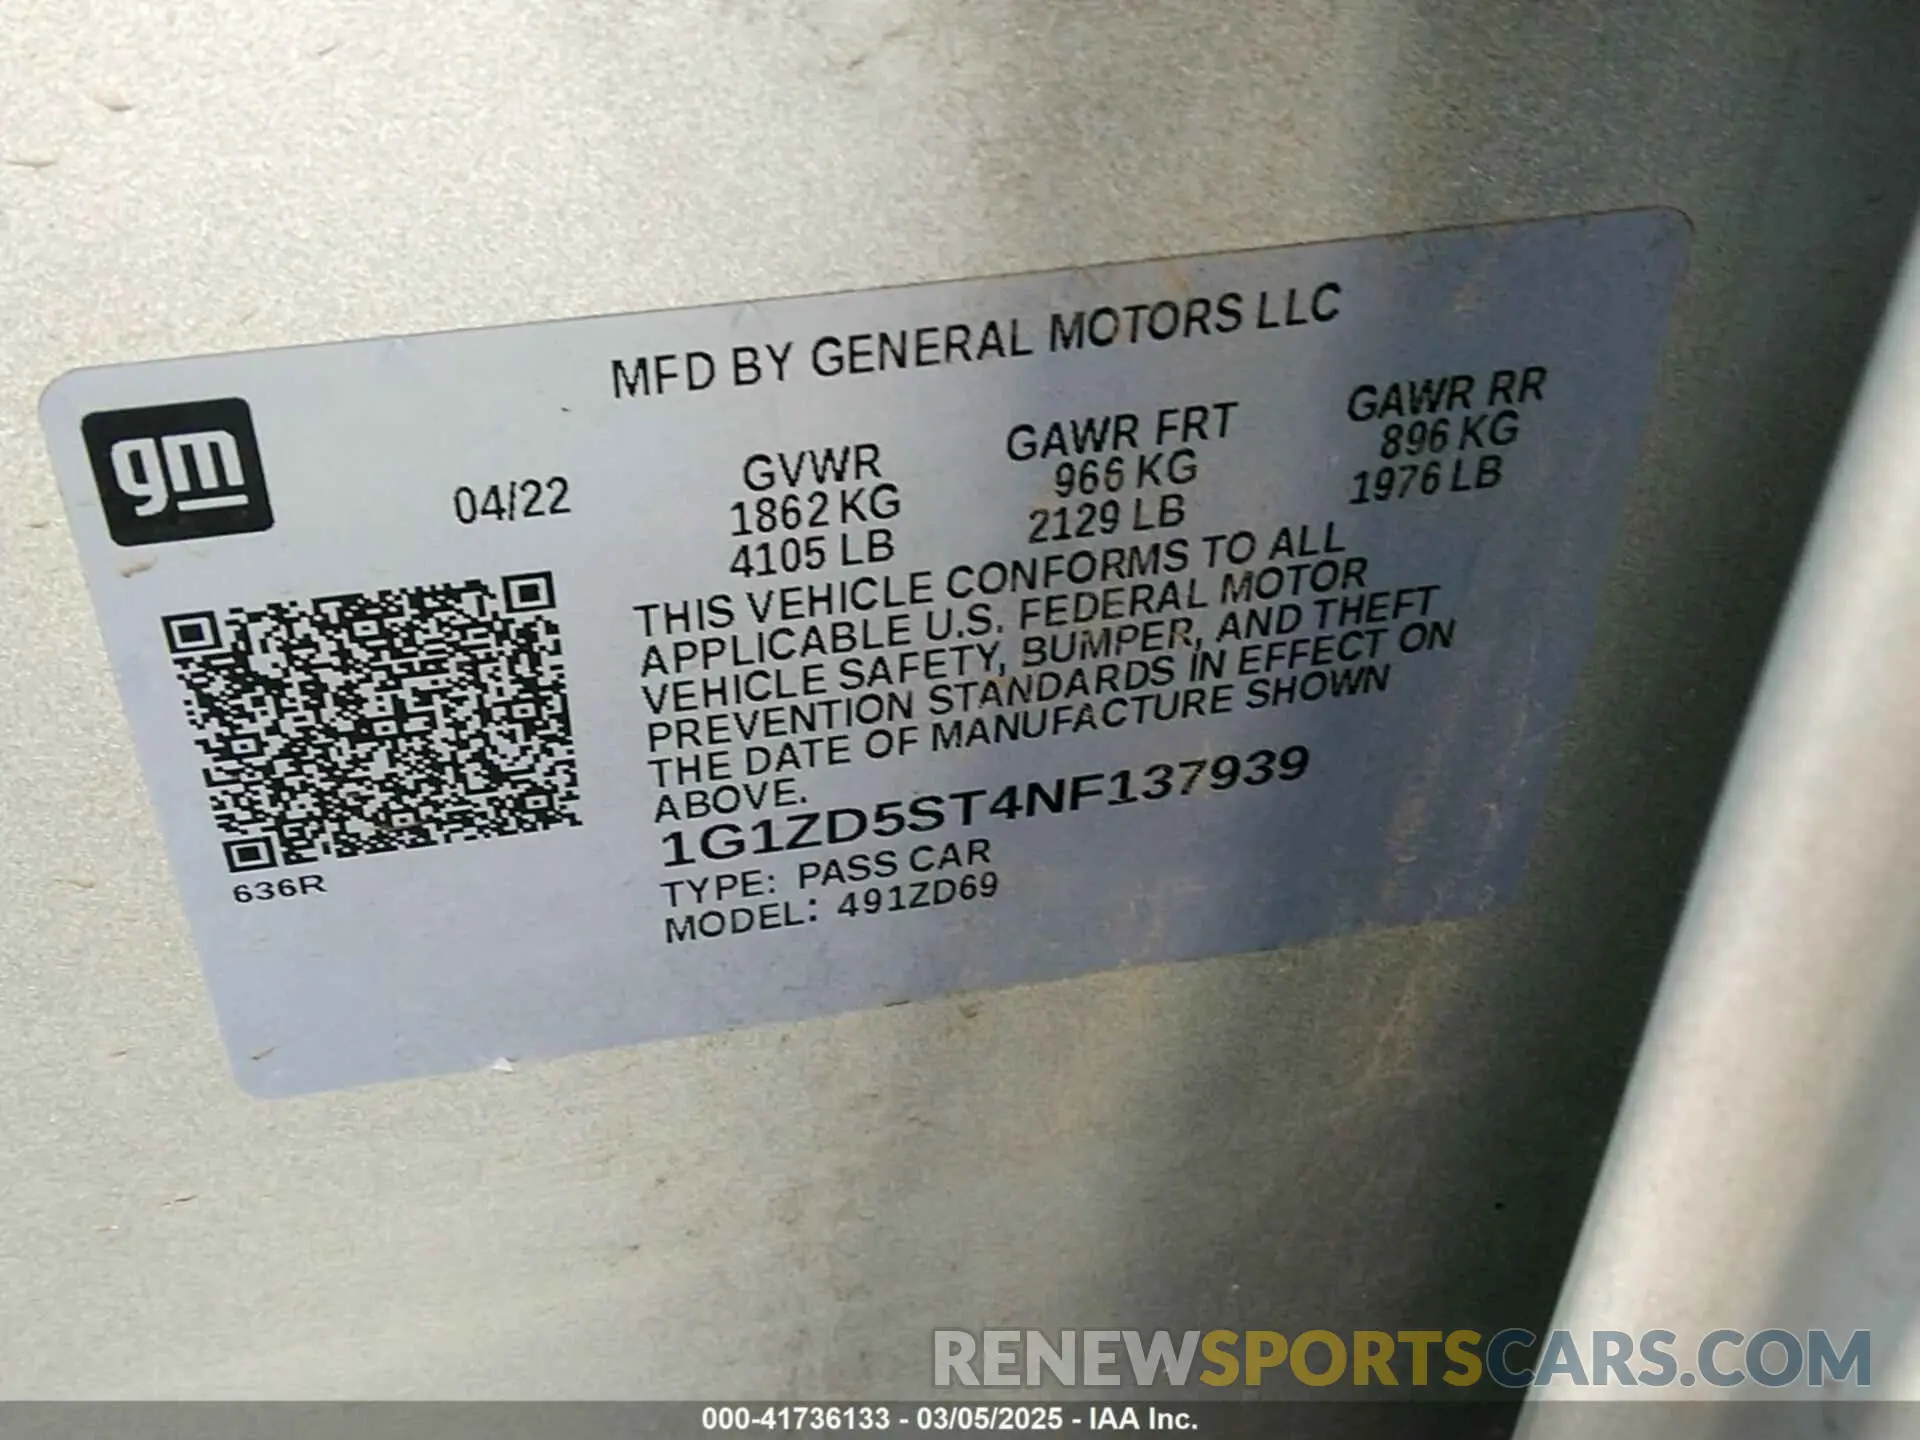 MFD BY GENERAL MOTORS LLC
gm
04/22
GVWR GAWR FRT GAWR RR
1862 KG 966 KG 896 KG
4105 LB 2129 LB 1976 LB
THIS VEHICLE CONFORMS TO ALL
APPLICABLE U.S. FEDERAL MOTOR
VEHICLE SAFETY, BUMPER, AND THEFT
PREVENTION STANDARDS IN EFFECT ON
THE DATE OF MANUFACTURE SHOWN
ABOVE.
1G1ZD5ST4NF137939
TYPE: PASS CAR
MODEL: 491ZD69
636R
RENEWSPORTSCARS.COM
000-41736133 - 03/05/2025 - IAA Inc.